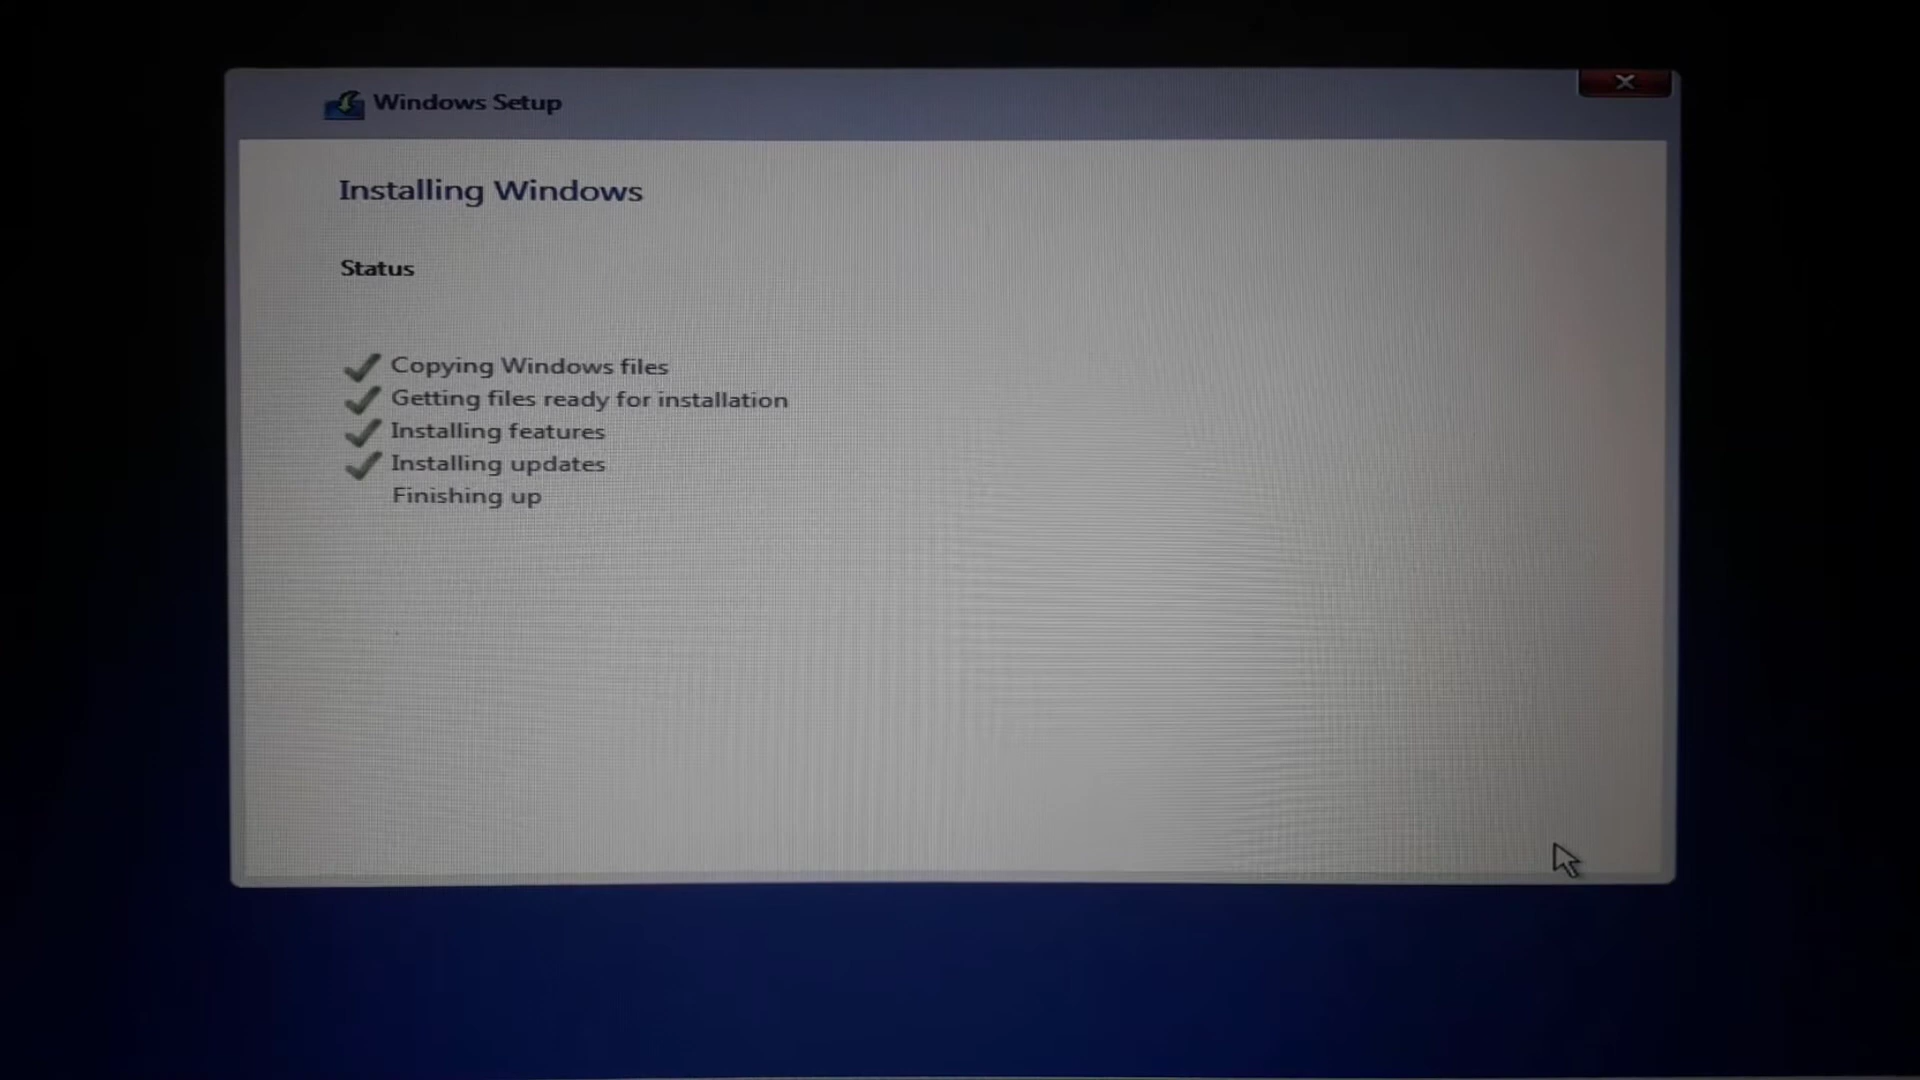 Windows Setup
Installing Windows
Status
Copying Windows files
Getting files ready for installation
Installing features
Installing updates
Finishing up